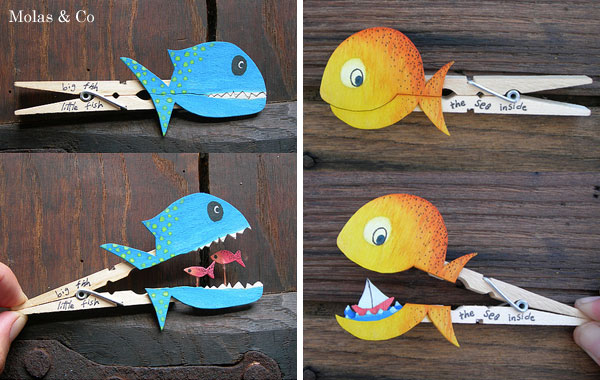 Molas & Co
big fish
little fish
the sea inside
big fish
little fish
the sea inside